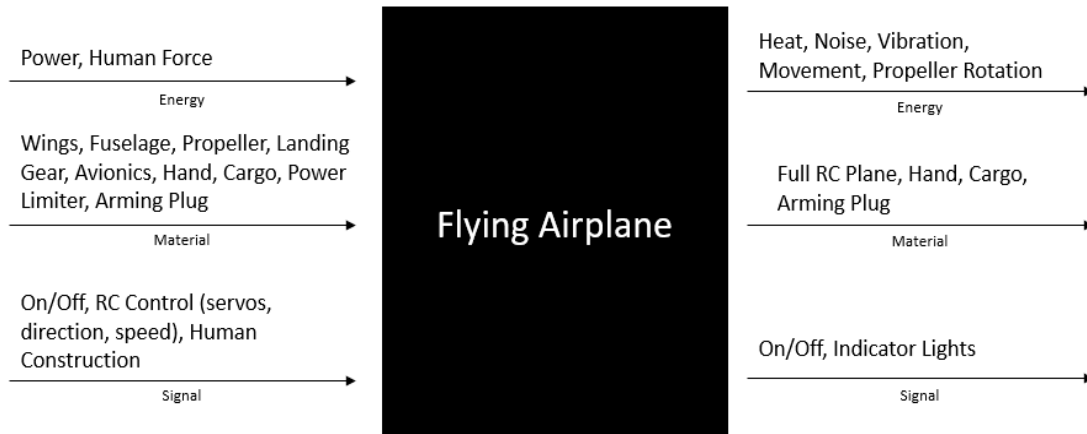 Power, Human Force
Energy
Wings, Fuselage, Propeller, Landing
Gear, Avionics, Hand, Cargo, Power
Limiter, Arming Plug
Material
On/Off, RC Control (servos,
direction, speed), Human
Construction
Signal
Flying Airplane
Heat, Noise, Vibration,
Movement, Propeller Rotation
Energy
Full RC Plane, Hand, Cargo,
Arming Plug
Material
On/Off, Indicator Lights
Signal